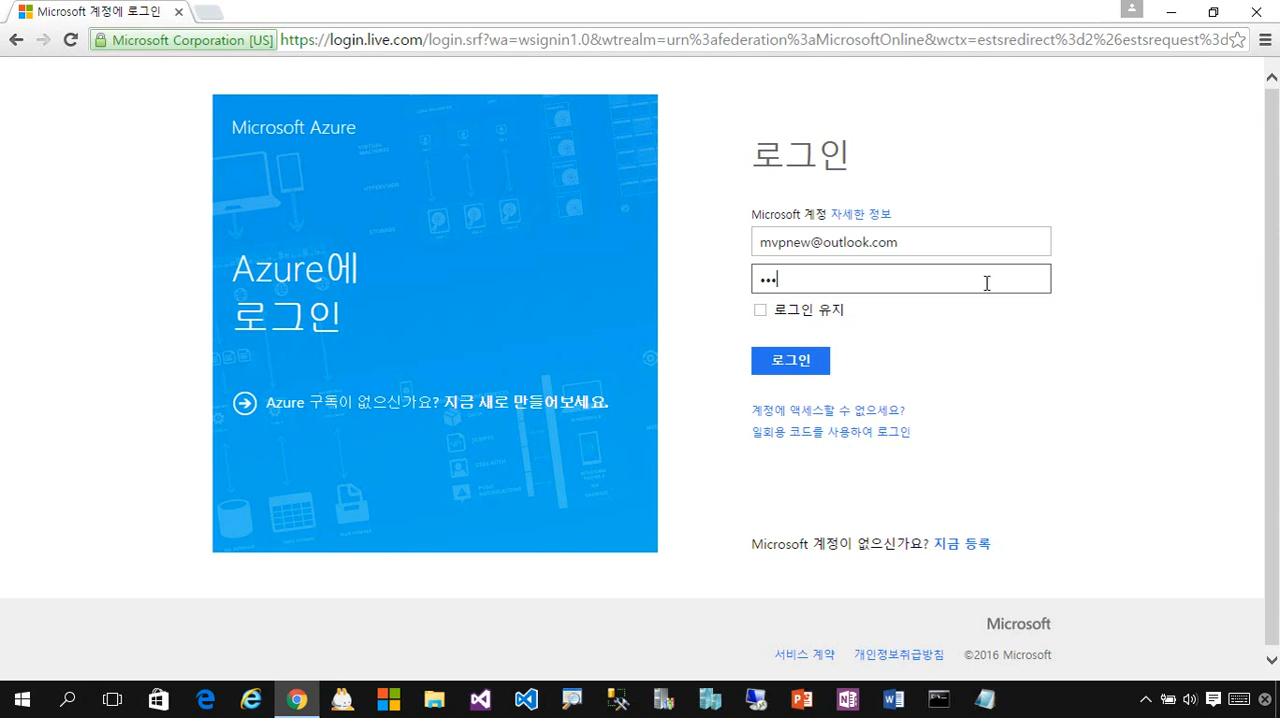 Microsoft 계정에 로그인
Microsoft Corporation [US]
https://login.live.com/login.srf?wa=wsignin1.0&wtrealm=urn%3afederation%3aMicrosoftOnline&wctx=estsredirect%3d2%26estsrequest%3d
Microsoft Azure
Azure에
로그인
Azure 구독이 없으신가요? 지금 새로 만들어보세요.
로그인
Microsoft 계정 자세한 정보
mvpnew@outlook.com
•••
로그인 유지
로그인
계정에 액세스할 수 없으세요?
일회용 코드를 사용하여 로그인
Microsoft 계정이 없으신가요? 지금 등록
Microsoft
서비스 계약 개인정보취급방침 ©2016 Microsoft